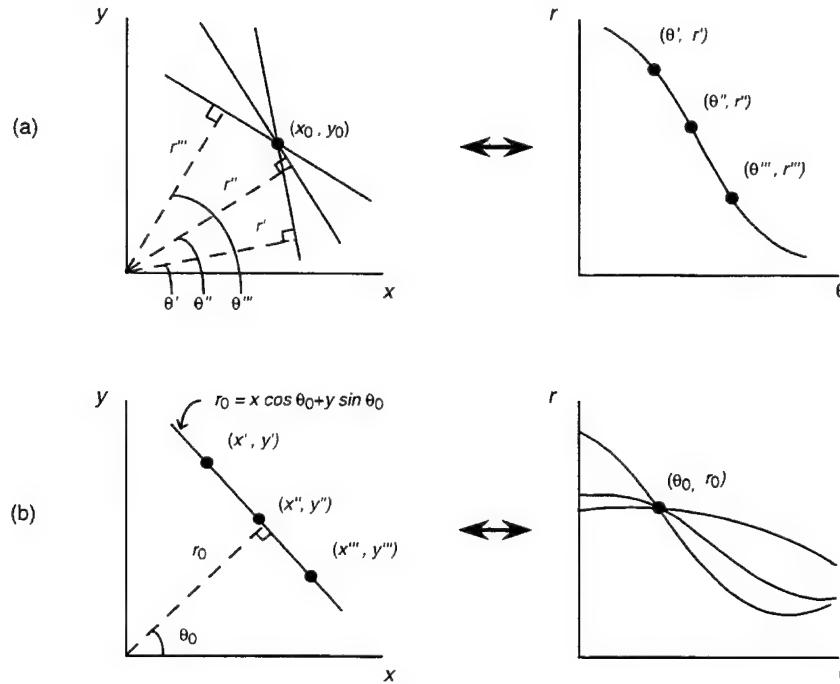 (a)
y
(x0 , y0)
r'''
r''
r'
x
θ' θ'' θ'''
r
(θ', r')
(θ'', r'')
(θ''', r''')
(b)
y
r0 = x cos θ0+y sin θ0
(x' , y')
(x'', y'')
(x''' , y''')
r0
θ0
x
r
(θ0, r0)